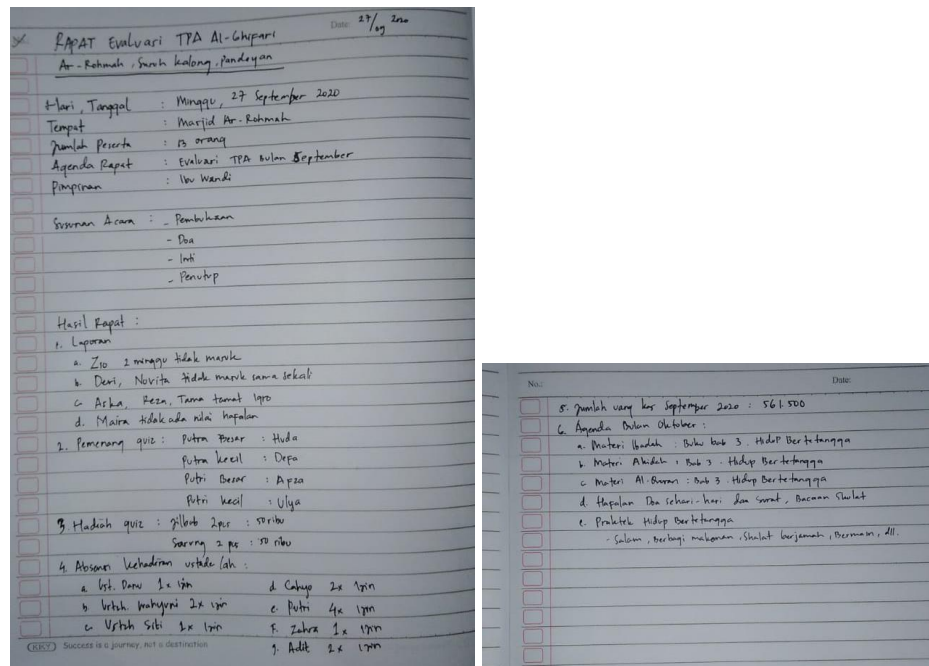 Date: 27/09 2020
RAPAT Evaluasi TPA Al-Ghifari
Ar-Rohmah, Saruh kalong, pandeyan
Hari, Tanggal : Minggu, 27 September 2020
Tempat : Masjid Ar-Rohmah
Jumlah Peserta : 13 orang
Agenda Rapat : Evaluasi TPA Bulan September
Pimpinan : Ibu Wandi
Susunan Acara : - Pembukaan
- Doa
- Inti
- Penutup
Hasil Rapat :
1. Laporan
a. Zio 2 minggu tidak masuk
b. Desi, Novita tidak masuk sama sekali
c. Aska, Reza, Tama tamat Iqro
d. Maira tidak ada nilai hafalan
2. Pemenang quiz : Putra Besar : Huda
Putra kecil : Defa
Putri Besar : Apza
Putri kecil : Ulya
3 Hadiah quiz : Jilbab 2 pcs : 50 ribu
Sarung 2 pcs : 50 ribu
4. Absensi kehadiran ustadz/ah :
a. Ust. Danu 1x izin
b. Ustzh. Wahyuni 2x izin
c. Ustzh Siti 1x izin
d. Cahyo 2x izin
e. Putri 4x izin
F. Zahra 1x izin
g. Adit 2x izin
KIKY Success is a journey, not a destination
No.: Date:
5. Jumlah uang kas September 2020 : 561.500
6. Agenda Bulan Oktober :
a. Materi Ibadah : Buku bab 3. Hidup Bertetangga
b. Materi Akidah : Bab 3 - Hidup Bertetangga
c. Materi Al-Quran : Bab 3 - Hidup Bertetangga
d. Hapalan Doa sehari-hari dan surat, Bacaan Sholat
e. Praktek Hidup Bertetangga
- Salam, Berbagi makanan, Shalat berjamah, Bermain, dll.